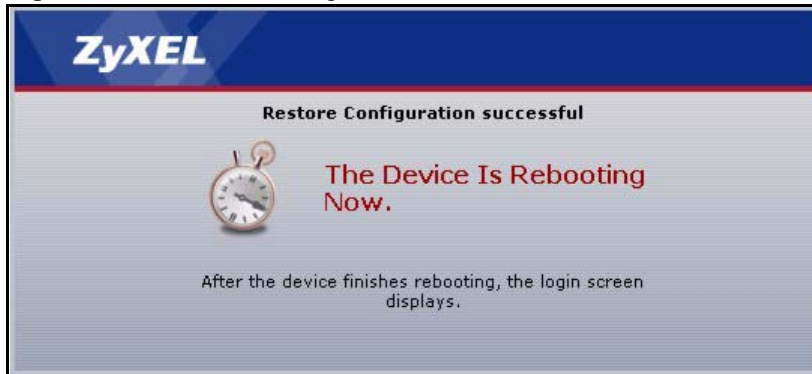 ZyXEL
Restore Configuration successful
The Device Is Rebooting
Now.
After the device finishes rebooting, the login screen
displays.